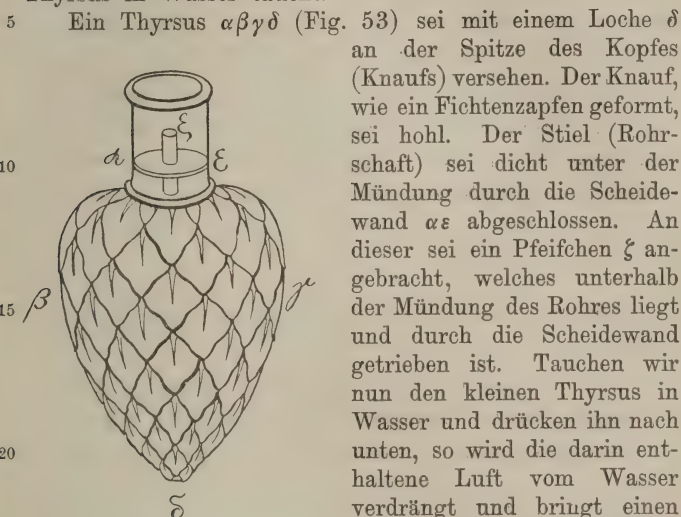 5 Ein Thyrsus αβγδ (Fig. 53) sei mit einem Loche δ
an der Spitze des Kopfes
(Knaufs) versehen. Der Knauf,
wie ein Fichtenzapfen geformt,
sei hohl. Der Stiel (Rohr-
10 schaft) sei dicht unter der
Mündung durch die Scheide-
wand αε abgeschlossen. An
dieser sei ein Pfeifchen ζ an-
gebracht, welches unterhalb
15 der Mündung des Rohres liegt
und durch die Scheidewand
getrieben ist. Tauchen wir
nun den kleinen Thyrsus in
Wasser und drücken ihn nach
20 unten, so wird die darin ent-
haltene Luft vom Wasser
verdrängt und bringt einen
ξ
α ε
β γ
δ